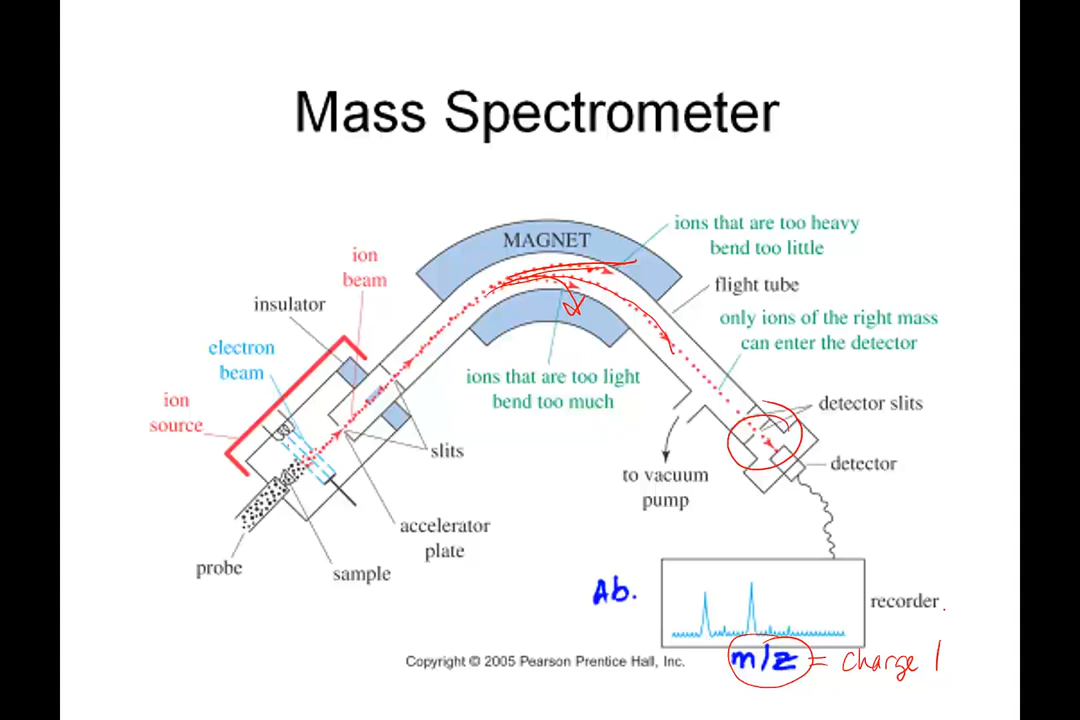 Mass Spectrometer
MAGNET
ions that are too heavy
bend too little
ion
beam
flight tube
insulator
only ions of the right mass
can enter the detector
electron
beam
ions that are too light
bend too much
ion
source
detector slits
slits
detector
to vacuum
pump
accelerator
plate
probe
sample
Ab.
recorder
m/z = charge 1
Copyright © 2005 Pearson Prentice Hall, Inc.